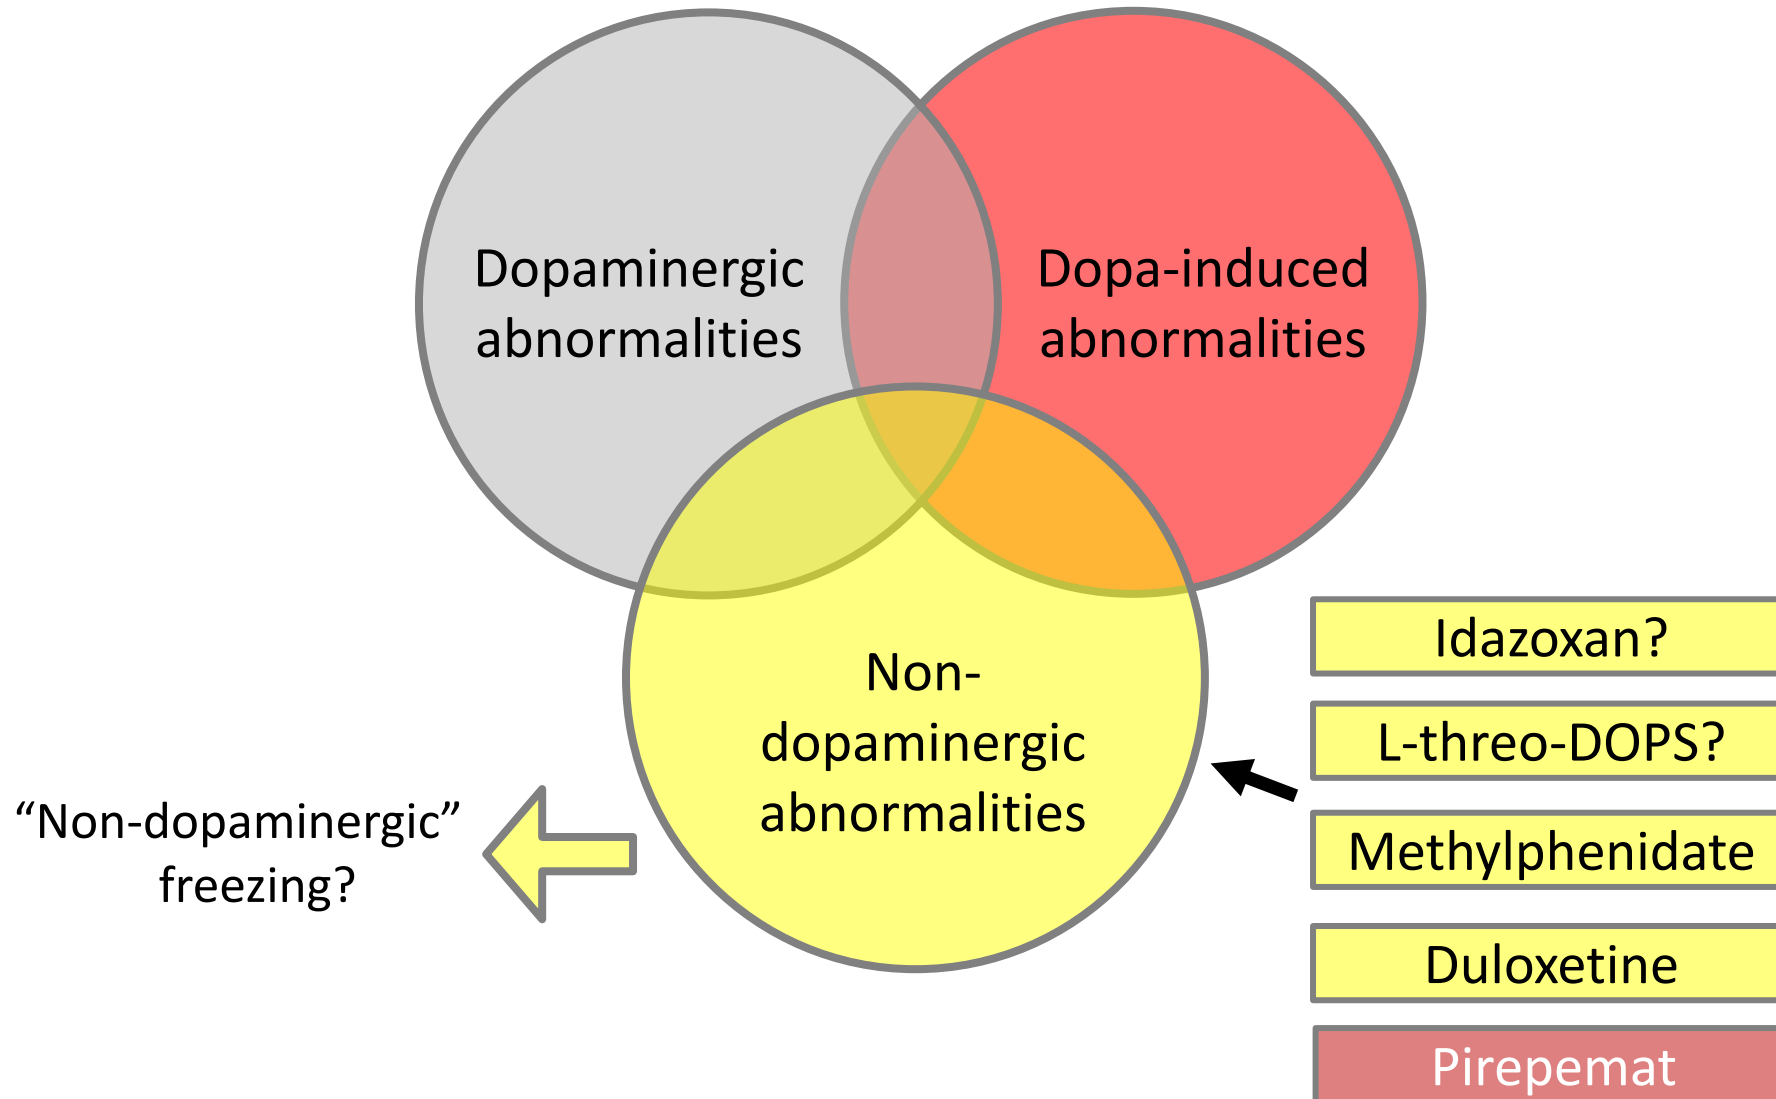 Dopaminergic
abnormalities
Dopa-induced
abnormalities
Non-
dopaminergic
abnormalities
“Non-dopaminergic”
freezing?
Idazoxan?
L-threo-DOPS?
Methylphenidate
Duloxetine
Pirepemat